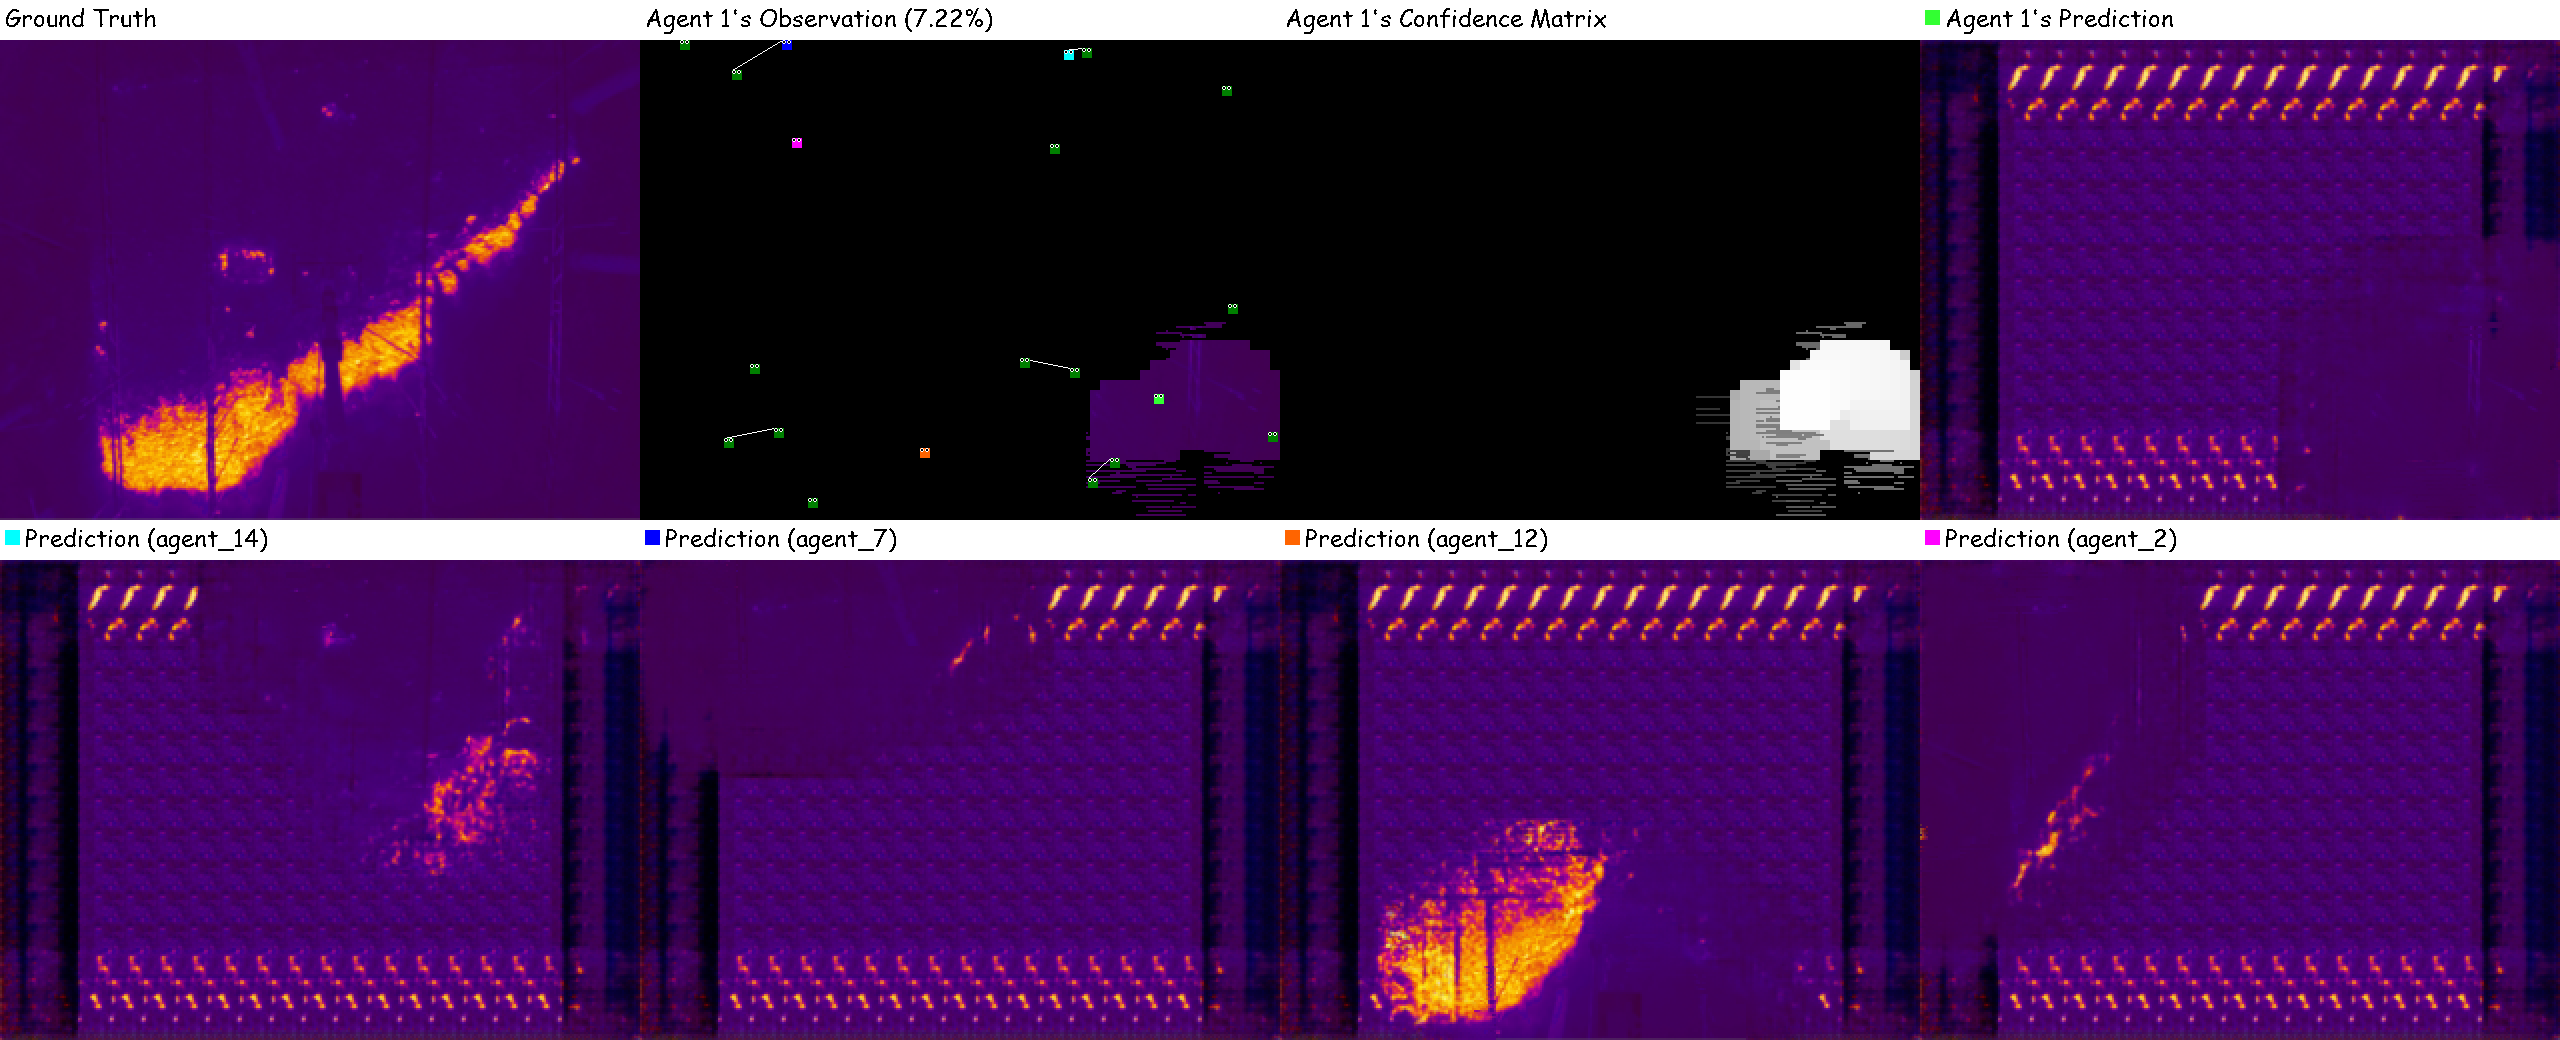 Ground Truth
Agent 1's Observation (7.22%)
Agent 1's Confidence Matrix
Agent 1's Prediction
Prediction (agent_14)
Prediction (agent_7)
Prediction (agent_12)
Prediction (agent_2)